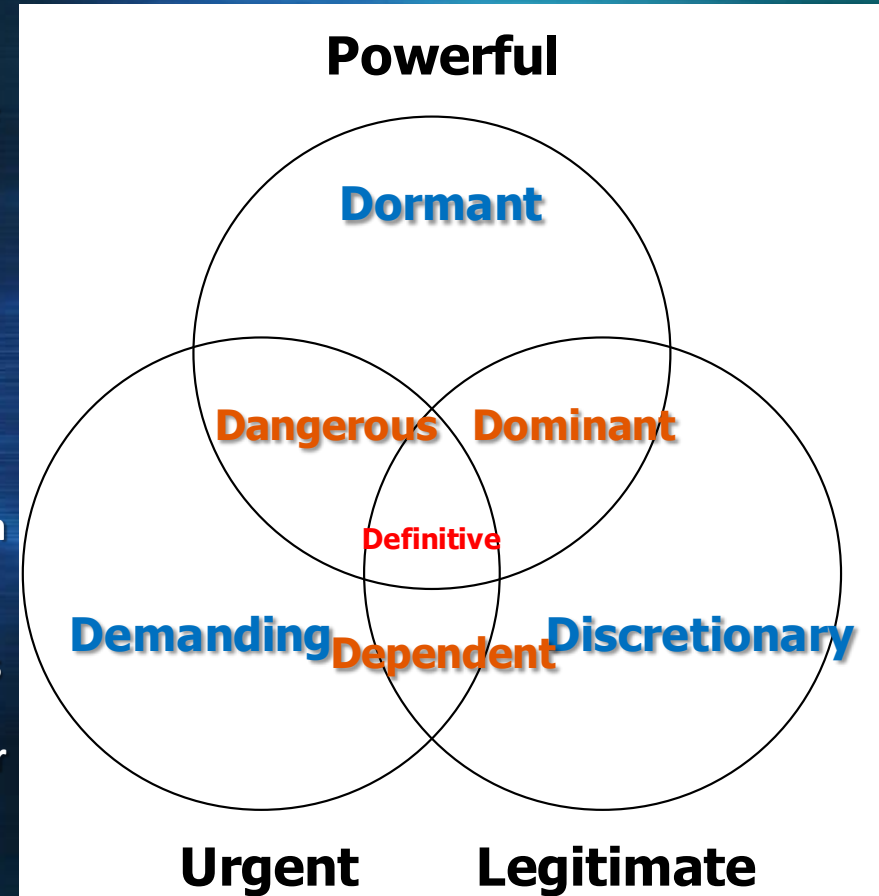 Powerful
Dormant
Dangerous Dominant
Definitive
Demanding Dependent Discretionary
Urgent Legitimate